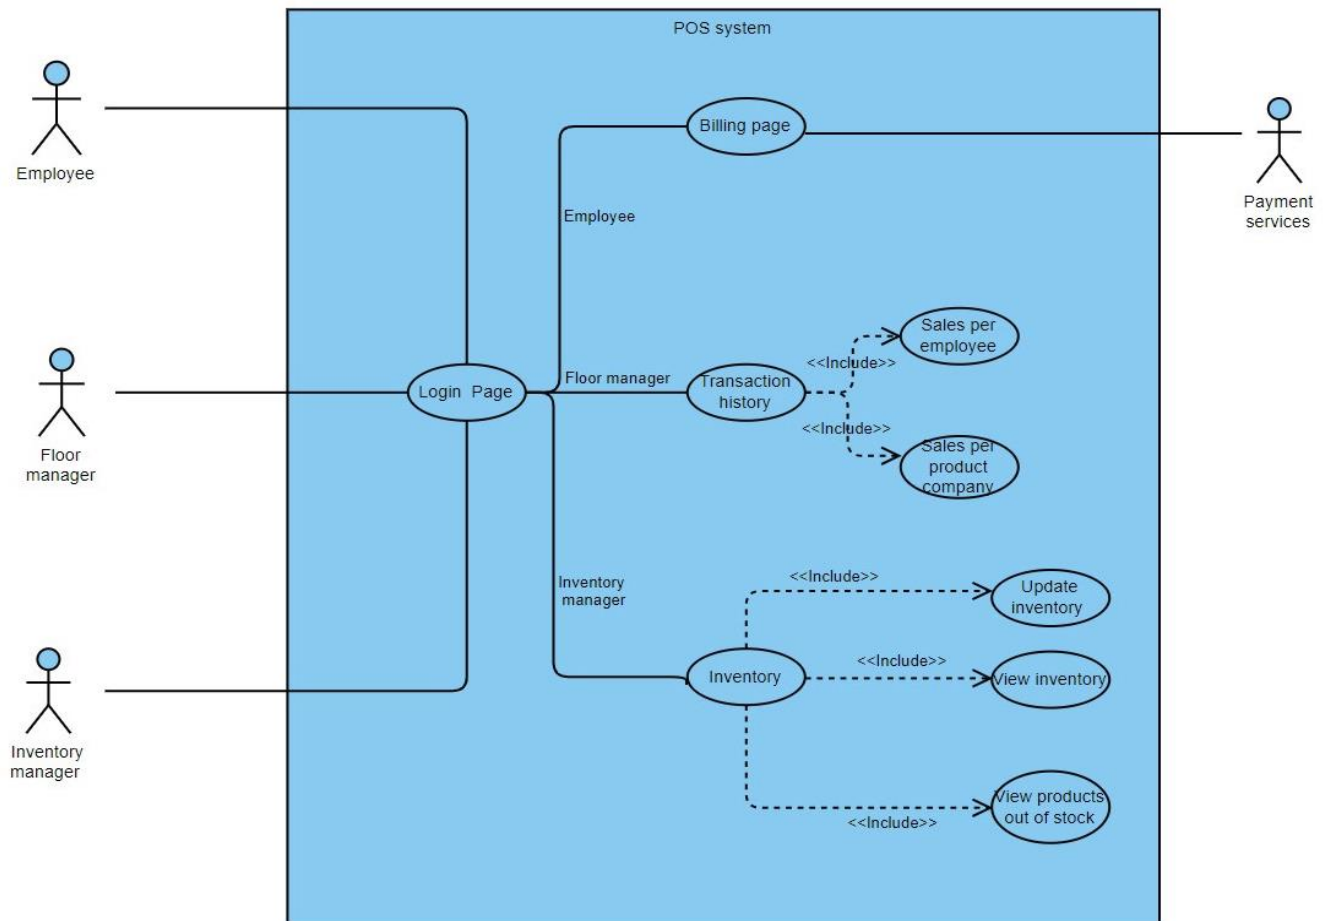 POS system
Employee
Billing page
Payment
services
Employee
Sales per
employee
<<Include>>
Floor manager
Transaction
history
Login  Page
<<Include>>
Sales per
product
company
Floor
manager
Inventory
manager
<<Include>>
Update
inventory
<<Include>>
Inventory
View inventory
Inventory
manager
View products
out of stock
<<Include>>